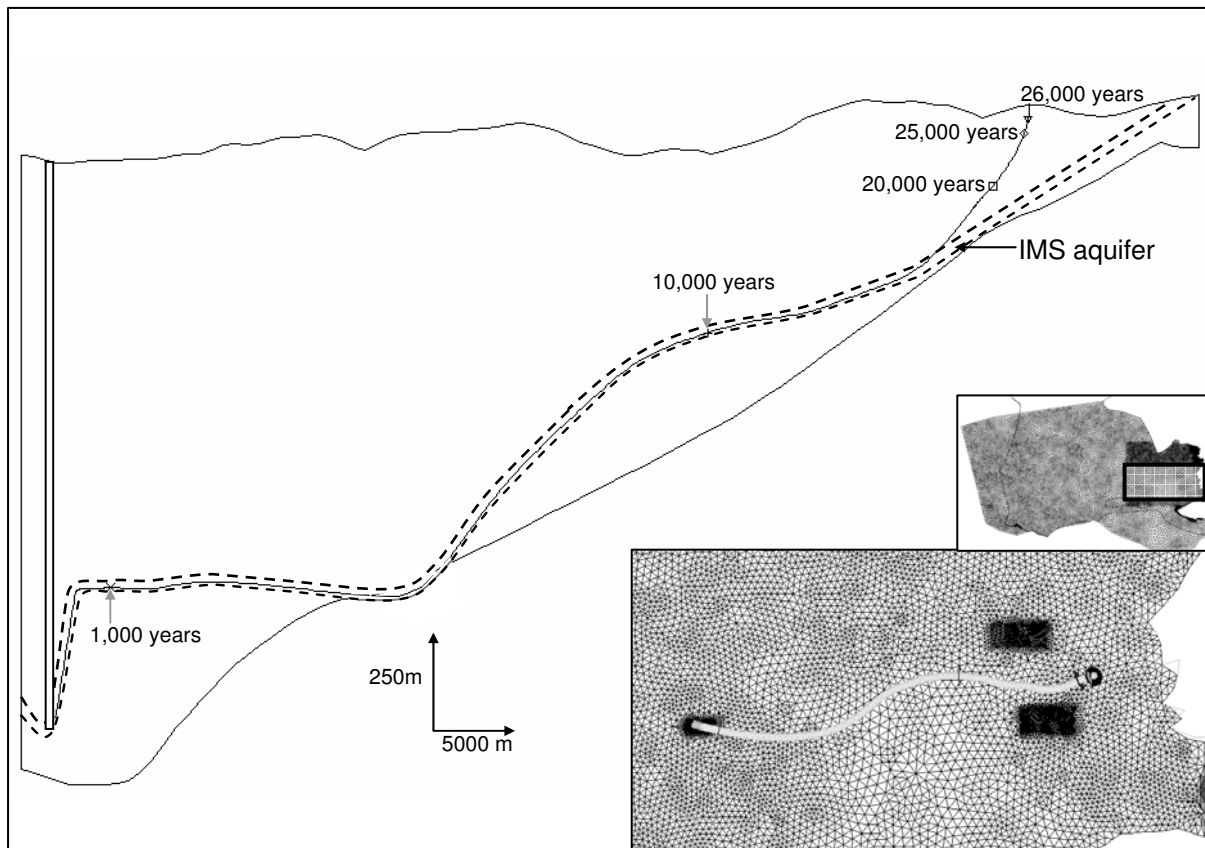 26,000 years
25,000 years
20,000 years
IMS aquifer
10,000 years
1,000 years
250m
5000 m